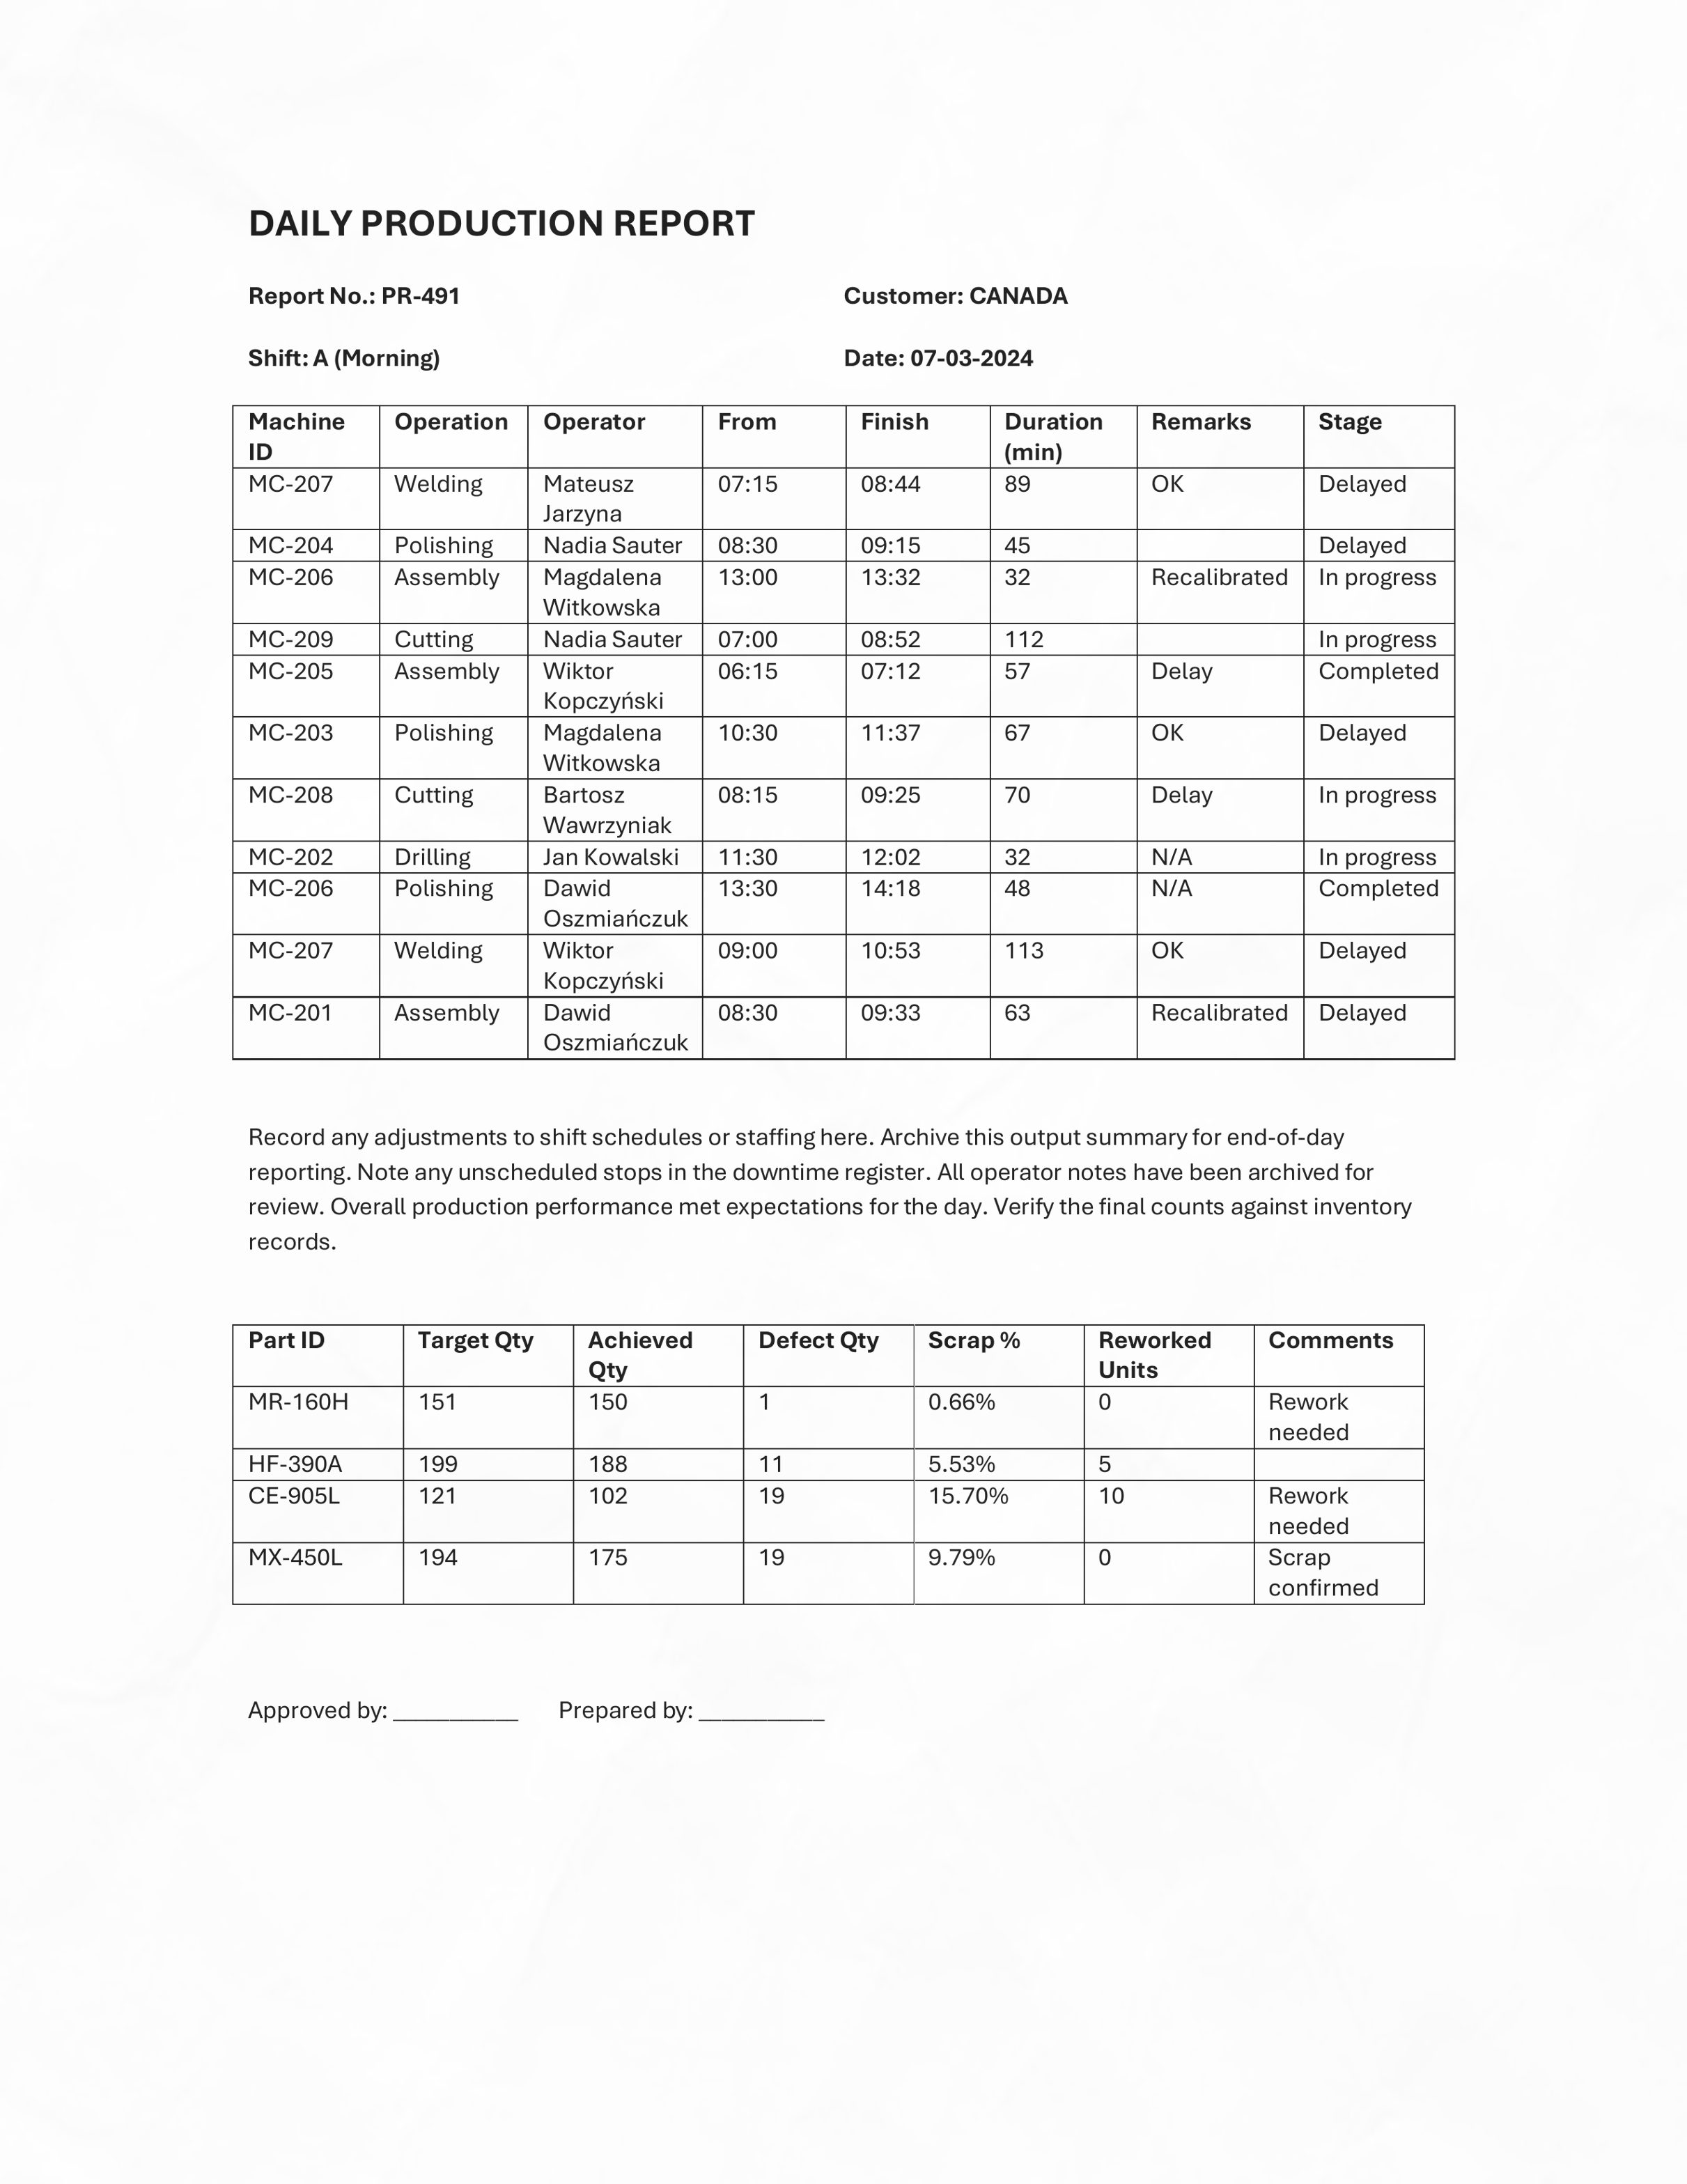 DAILY PRODUCTION REPORT
Report No.: PR-491 Customer: CANADA
Shift: A (Morning) Date: 07-03-2024
Machine ID Operation Operator From Finish Duration (min) Remarks Stage
MC-207 Welding Mateusz Jarzyna 07:15 08:44 89 OK Delayed
MC-204 Polishing Nadia Sauter 08:30 09:15 45 Delayed
MC-206 Assembly Magdalena Witkowska 13:00 13:32 32 Recalibrated In progress
MC-209 Cutting Nadia Sauter 07:00 08:52 112 In progress
MC-205 Assembly Wiktor Kopczyński 06:15 07:12 57 Delay Completed
MC-203 Polishing Magdalena Witkowska 10:30 11:37 67 OK Delayed
MC-208 Cutting Bartosz Wawrzyniak 08:15 09:25 70 Delay In progress
MC-202 Drilling Jan Kowalski 11:30 12:02 32 N/A In progress
MC-206 Polishing Dawid Oszmiańczuk 13:30 14:18 48 N/A Completed
MC-207 Welding Wiktor Kopczyński 09:00 10:53 113 OK Delayed
MC-201 Assembly Dawid Oszmiańczuk 08:30 09:33 63 Recalibrated Delayed
Record any adjustments to shift schedules or staffing here. Archive this output summary for end-of-day
reporting. Note any unscheduled stops in the downtime register. All operator notes have been archived for
review. Overall production performance met expectations for the day. Verify the final counts against inventory
records.
Part ID Target Qty Achieved Qty Defect Qty Scrap % Reworked Units Comments
MR-160H 151 150 1 0.66% 0 Rework needed
HF-390A 199 188 11 5.53% 5
CE-905L 121 102 19 15.70% 10 Rework needed
MX-450L 194 175 19 9.79% 0 Scrap confirmed
Approved by: __________ Prepared by: __________